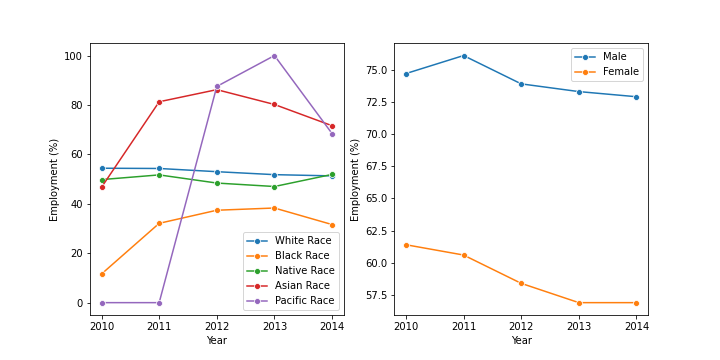 100
80
60
40
20
0
Employment (%)
2010 2011 2012 2013 2014
Year
White Race
Black Race
Native Race
Asian Race
Pacific Race
75.0
72.5
70.0
67.5
65.0
62.5
60.0
57.5
Employment (%)
2010 2011 2012 2013 2014
Year
Male
Female